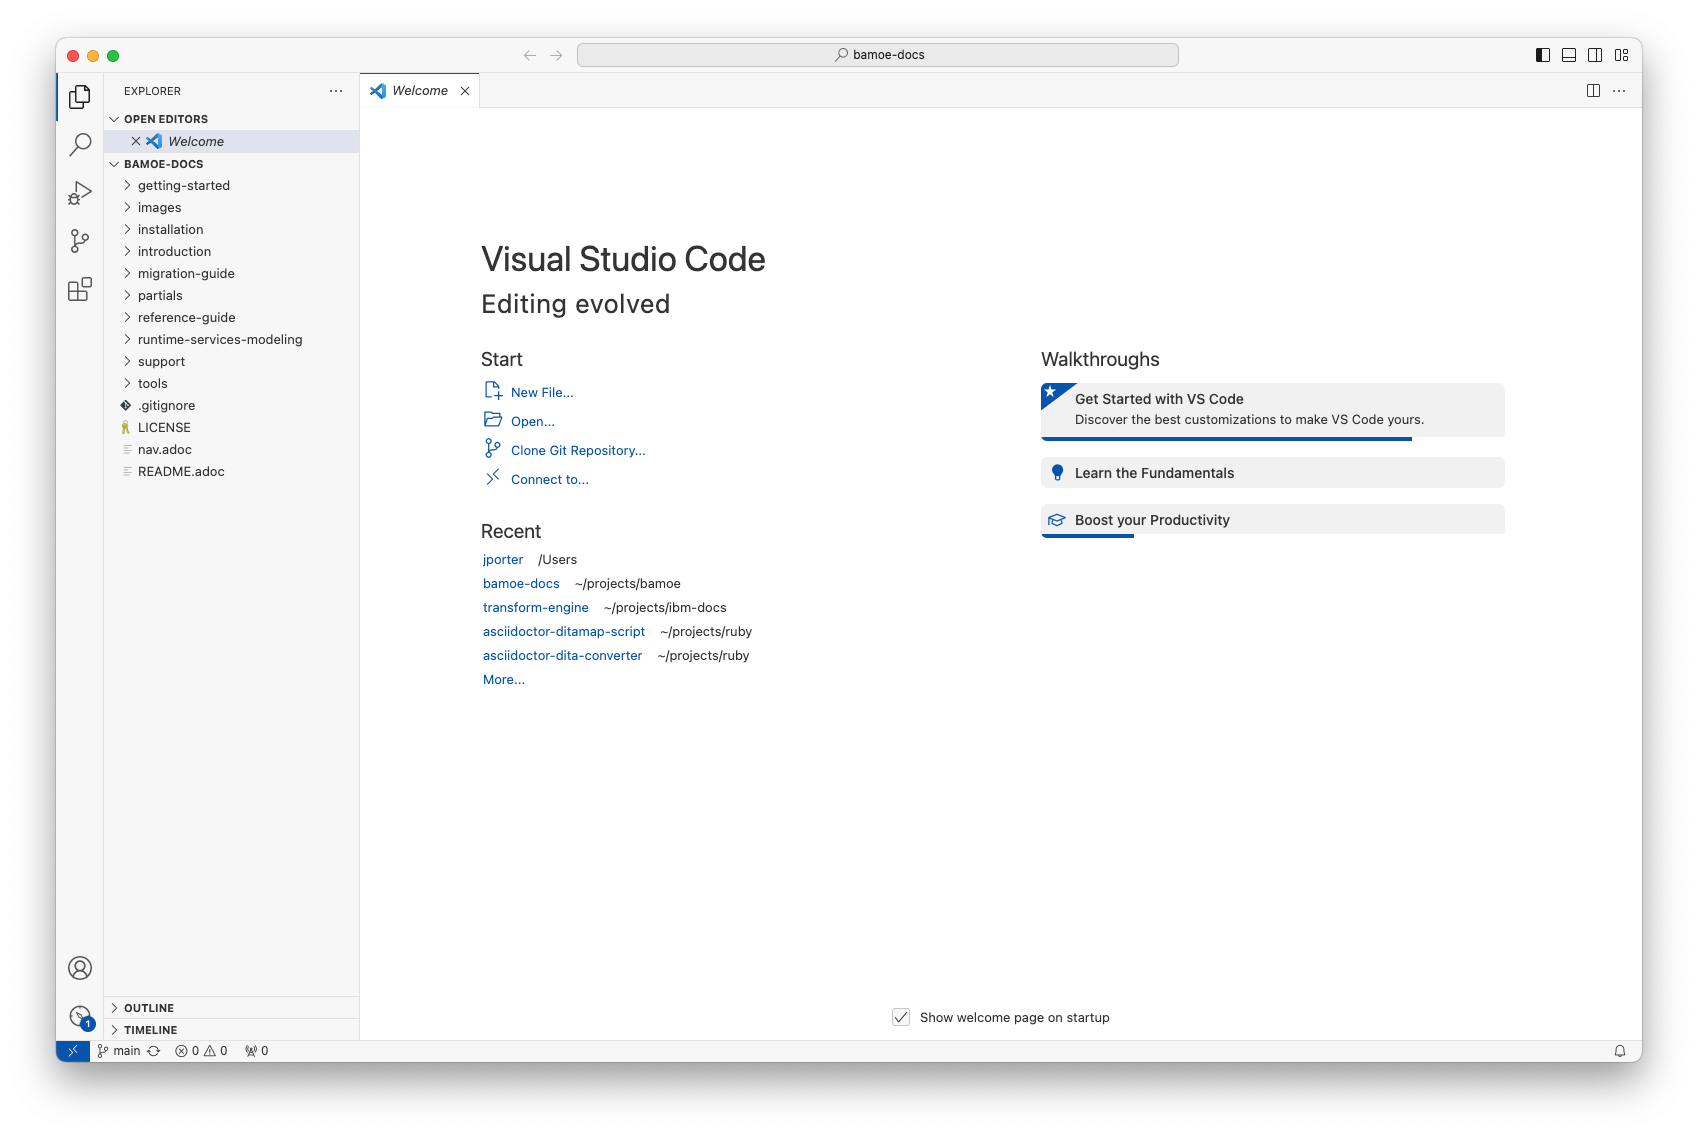 bamoe-docs
EXPLORER
OPEN EDITORS
Welcome
BAMOE-DOCS
getting-started
images
installation
introduction
migration-guide
partials
reference-guide
runtime-services-modeling
support
tools
.gitignore
LICENSE
nav.adoc
README.adoc
OUTLINE
TIMELINE
1
Welcome
Visual Studio Code
Editing evolved
Start
New File...
Open...
Clone Git Repository...
Connect to...
Recent
jporter /Users
bamoe-docs ~/projects/bamoe
transform-engine ~/projects/ibm-docs
asciidoctor-ditamap-script ~/projects/ruby
asciidoctor-dita-converter ~/projects/ruby
More...
Walkthroughs
Get Started with VS Code
Discover the best customizations to make VS Code yours.
Learn the Fundamentals
Boost your Productivity
Show welcome page on startup
main 0 0 0